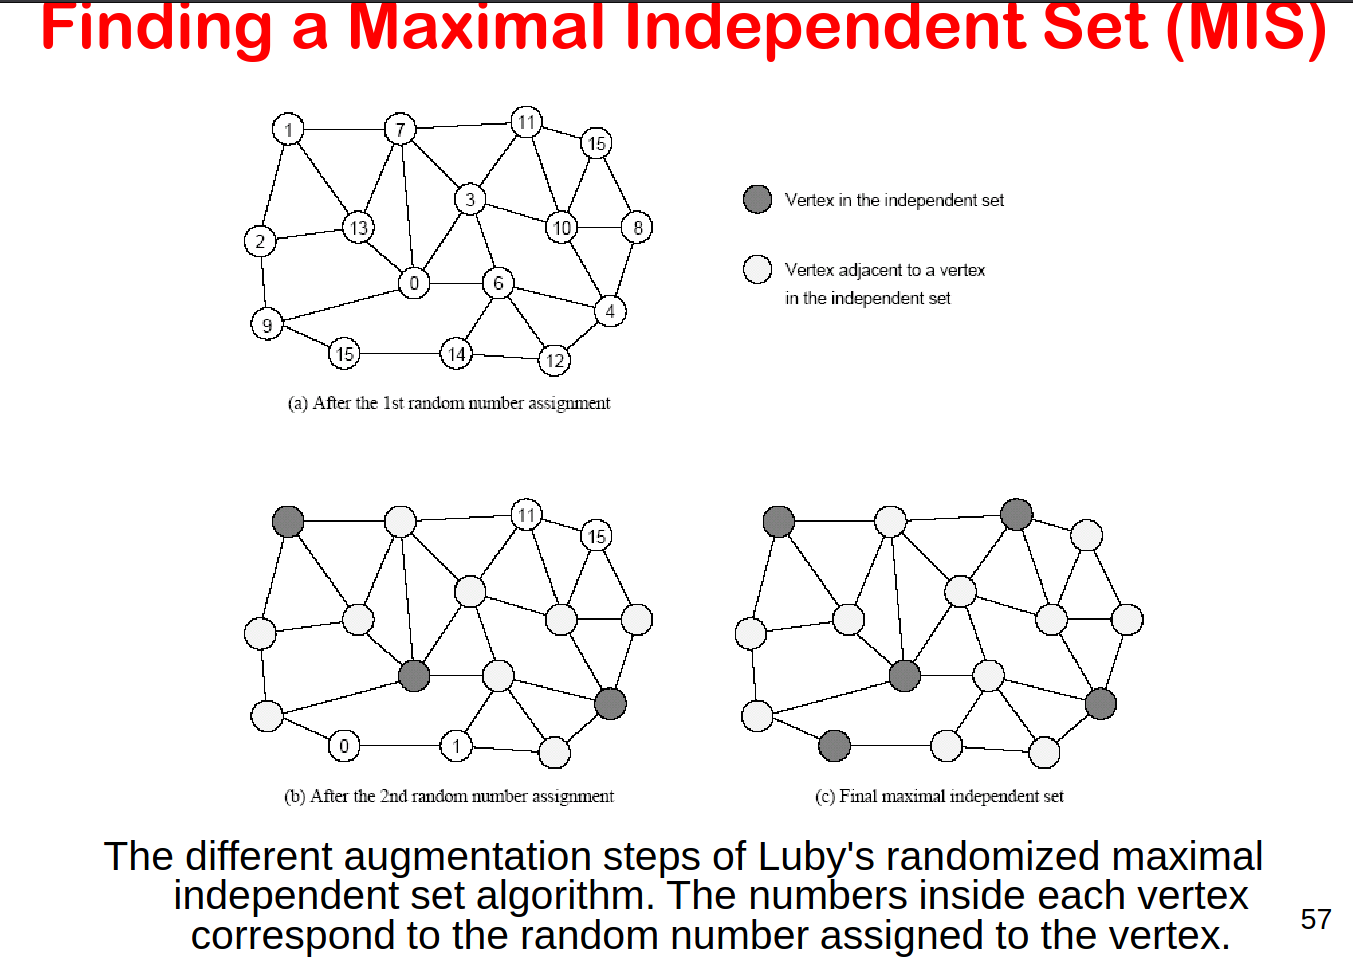 Finding a Maximal Independent Set (MIS)
1
7
11
15
3
13
10
8
2
0
6
4
9
15
14
12
(a) After the 1st random number assignment
Vertex in the independent set
Vertex adjacent to a vertex
in the independent set
11
15
0
1
(b) After the 2nd random number assignment
(c) Final maximal independent set
The different augmentation steps of Luby's randomized maximal
independent set algorithm. The numbers inside each vertex
correspond to the random number assigned to the vertex.
57